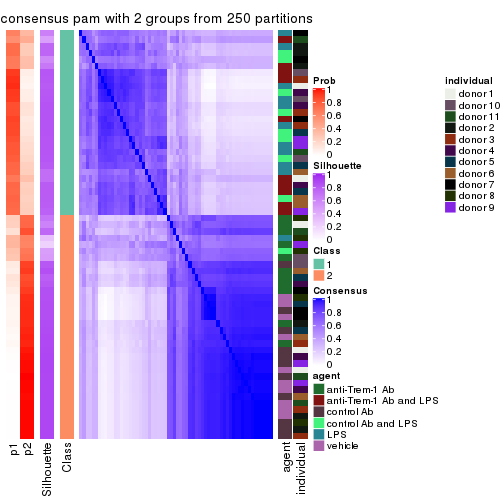 consensus pam with 2 groups from 250 partitions
Prob
1
0.8
0.6
0.4
0.2
0
Silhouette
1
0.8
0.6
0.4
0.2
0
Class
1
2
Consensus
1
0.8
0.6
0.4
0.2
0
agent
anti-Trem-1 Ab
anti-Trem-1 Ab and LPS
control Ab
control Ab and LPS
LPS
vehicle
individual
donor 1
donor 10
donor 11
donor 2
donor 3
donor 4
donor 5
donor 6
donor 7
donor 8
donor 9
p1
p2
Silhouette
Class
agent
individual